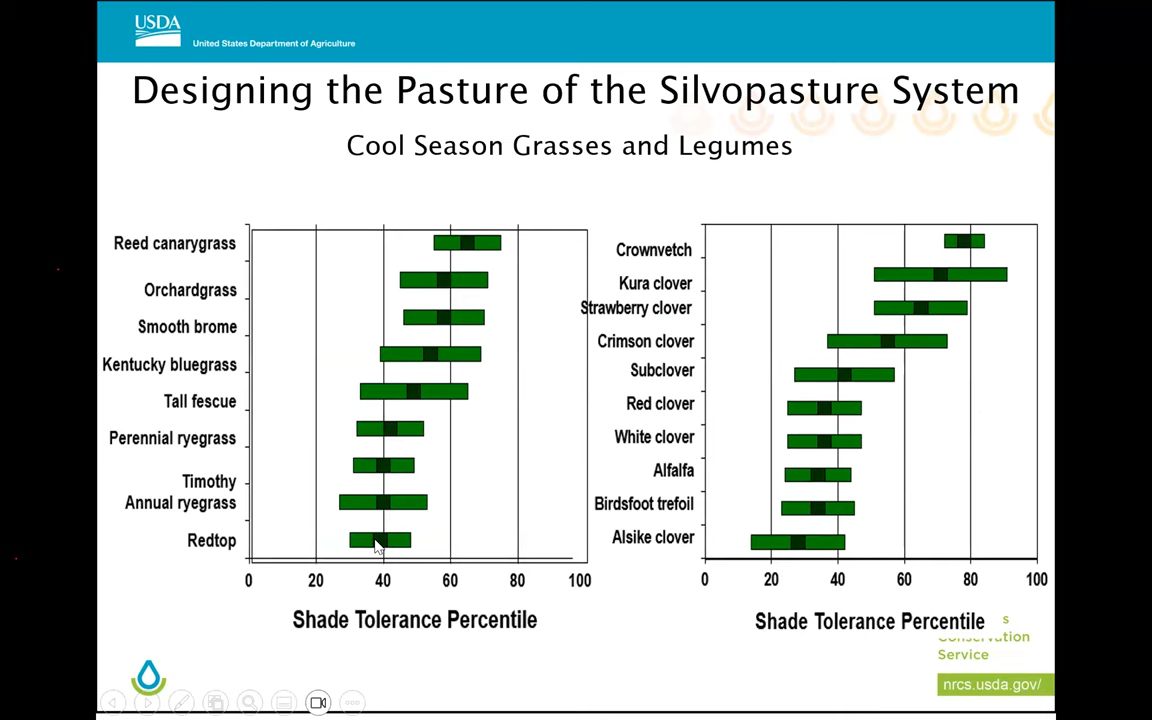 USDA
United States Department of Agriculture
Designing the Pasture of the Silvopasture System
Cool Season Grasses and Legumes
Reed canarygrass
Orchardgrass
Smooth brome
Kentucky bluegrass
Tall fescue
Perennial ryegrass
Timothy
Annual ryegrass
Redtop
0 20 40 60 80 100
Shade Tolerance Percentile
Crownvetch
Kura clover
Strawberry clover
Crimson clover
Subclover
Red clover
White clover
Alfalfa
Birdsfoot trefoil
Alsike clover
0 20 40 60 80 100
Shade Tolerance Percentile
s
Conservation
Service
nrcs.usda.gov/